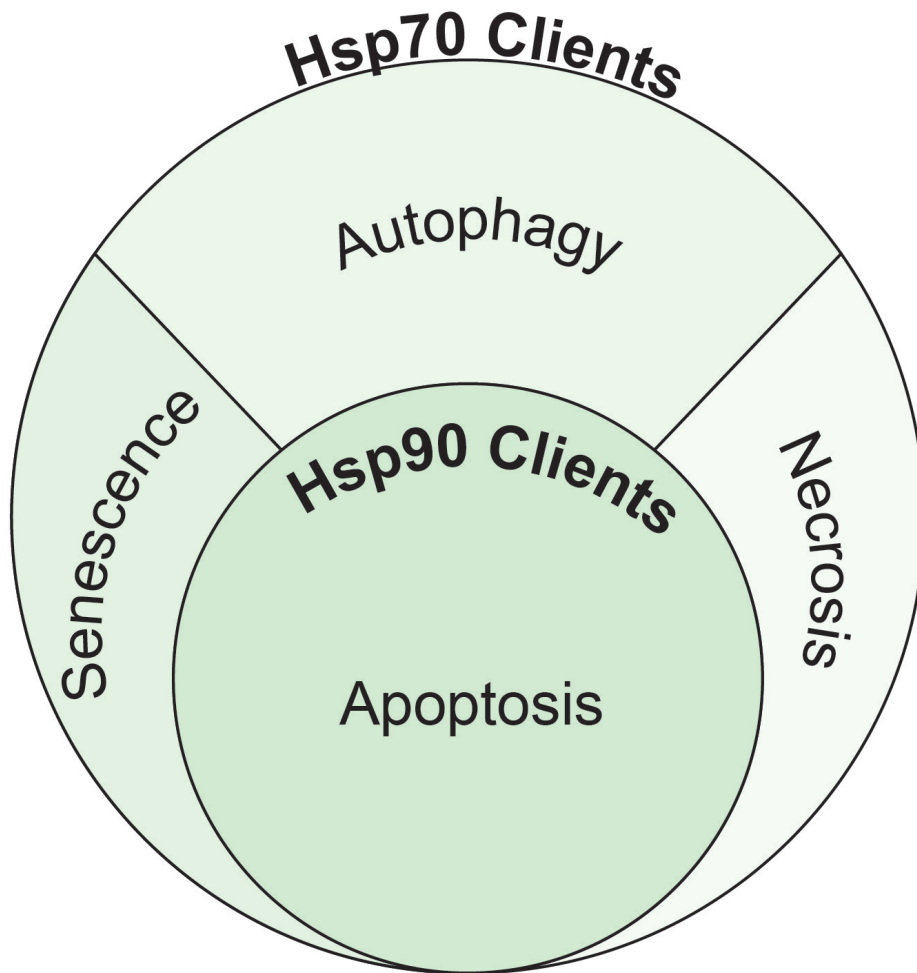 Hsp70 Clients
Autophagy
Senescence
Hsp90 Clients
Necrosis
Apoptosis